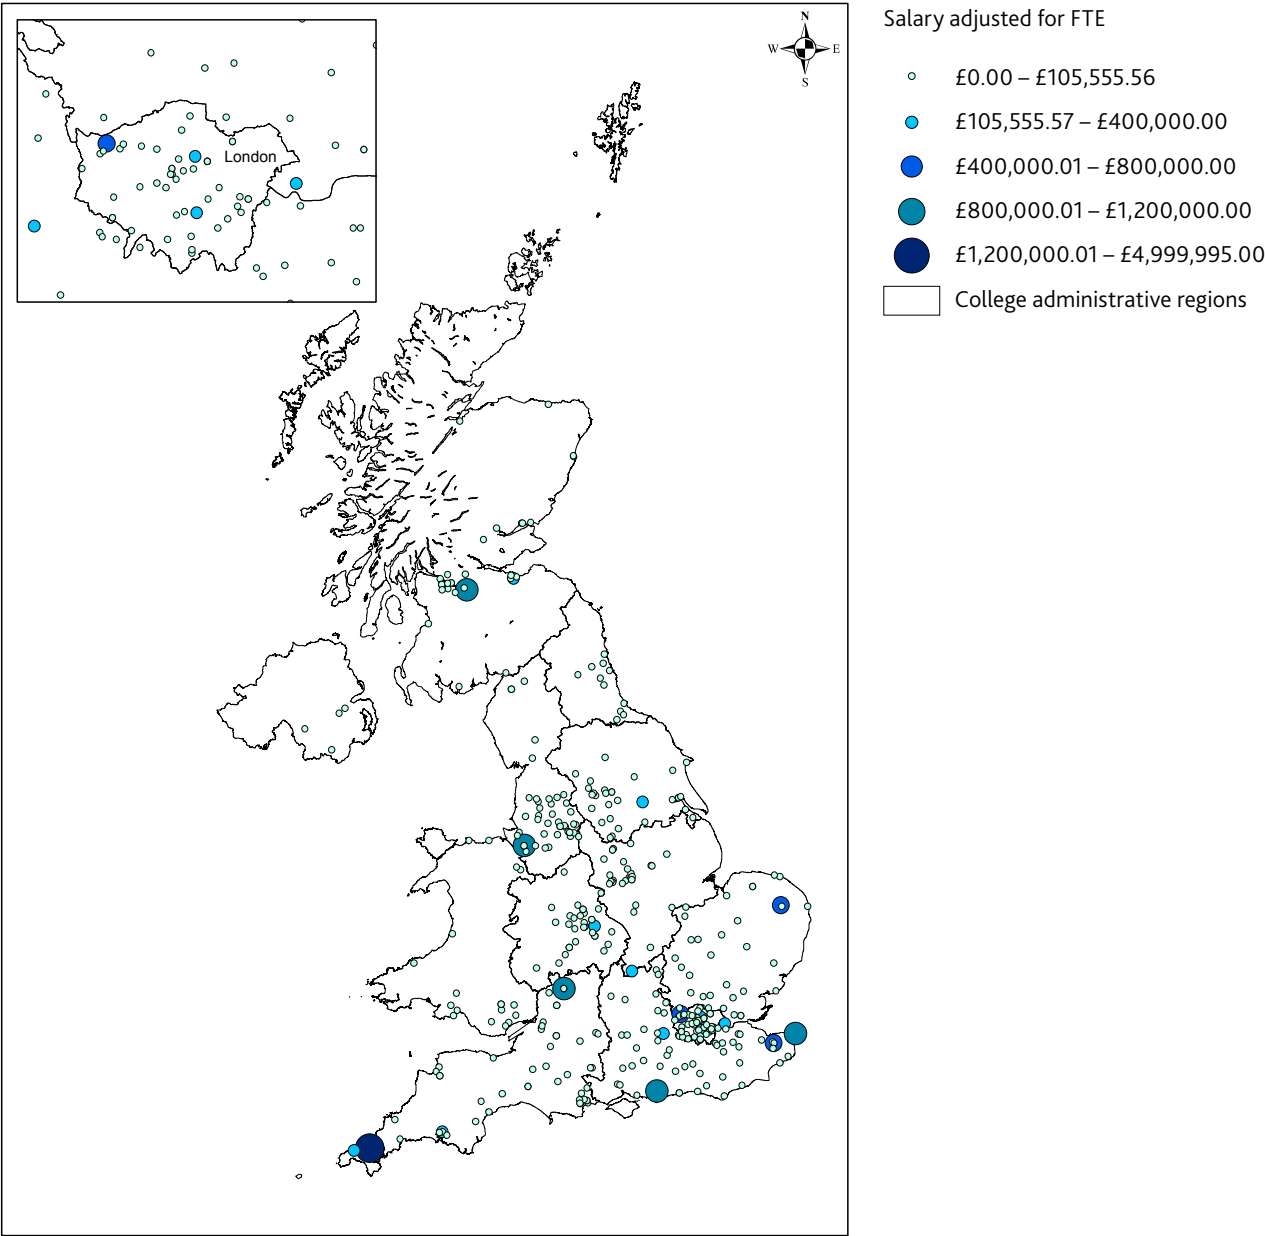 Salary adjusted for FTE
£0.00 – £105,555.56
£105,555.57 – £400,000.00
£400,000.01 – £800,000.00
£800,000.01 – £1,200,000.00
£1,200,000.01 – £4,999,995.00
College administrative regions
N
W E
S
London